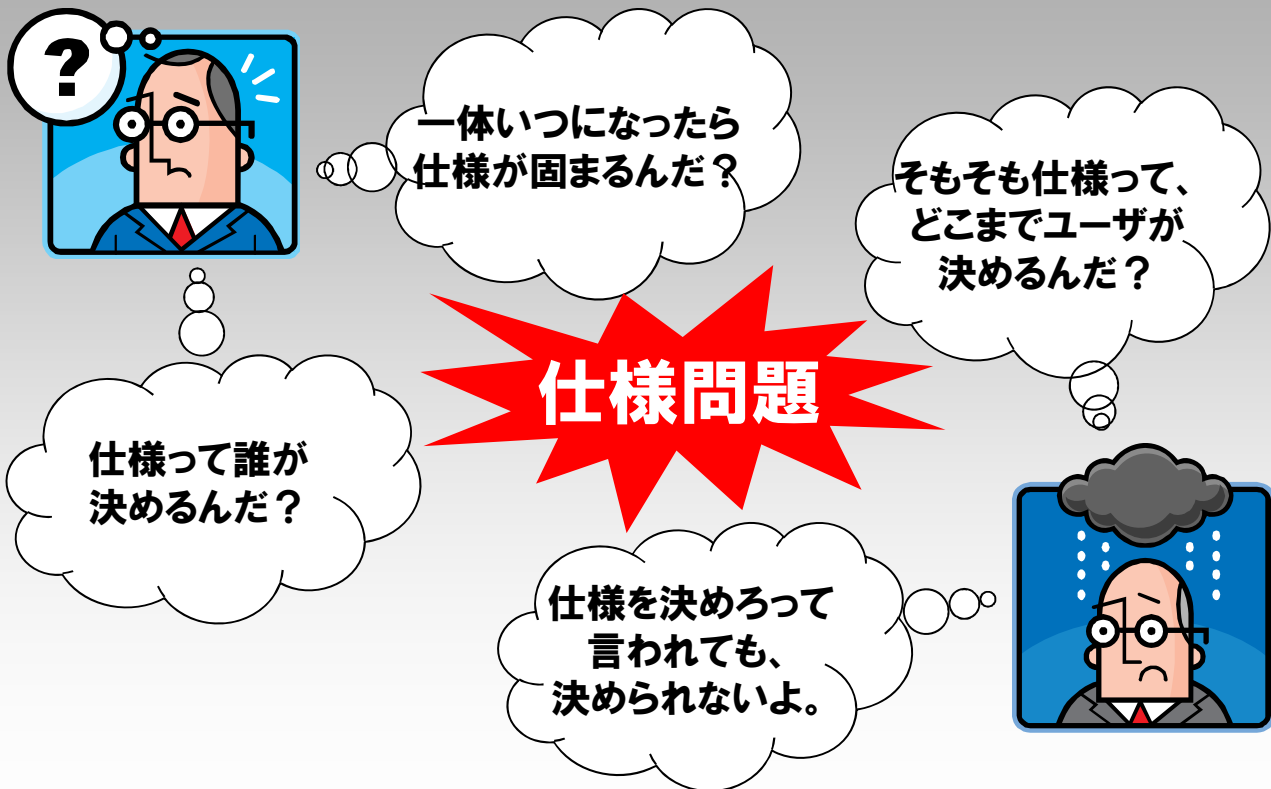 ?
一体いつになったら
仕様が固まるんだ？
そもそも仕様って、
どこまでユーザが
決めるんだ？
仕様問題
仕様って誰が
決めるんだ？
仕様を決めろって
言われても、
決められないよ。